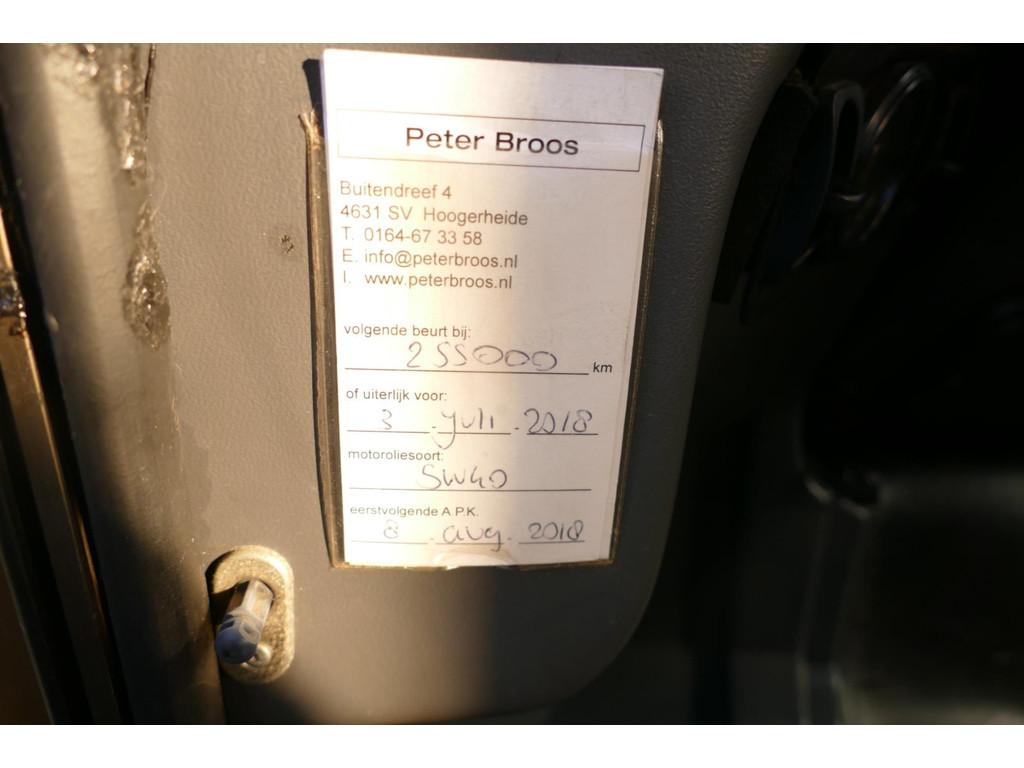 Peter Broos
Buitendreef 4
4631 SV Hoogerheide
T. 0164-67 33 58
E. info@peterbroos.nl
I. www.peterbroos.nl
volgende beurt bij:
255000 km
of uiterlijk voor:
3 . juli . 2018
motoroliesoort:
5W40
eerstvolgende A.P.K.
8 . aug. 2018